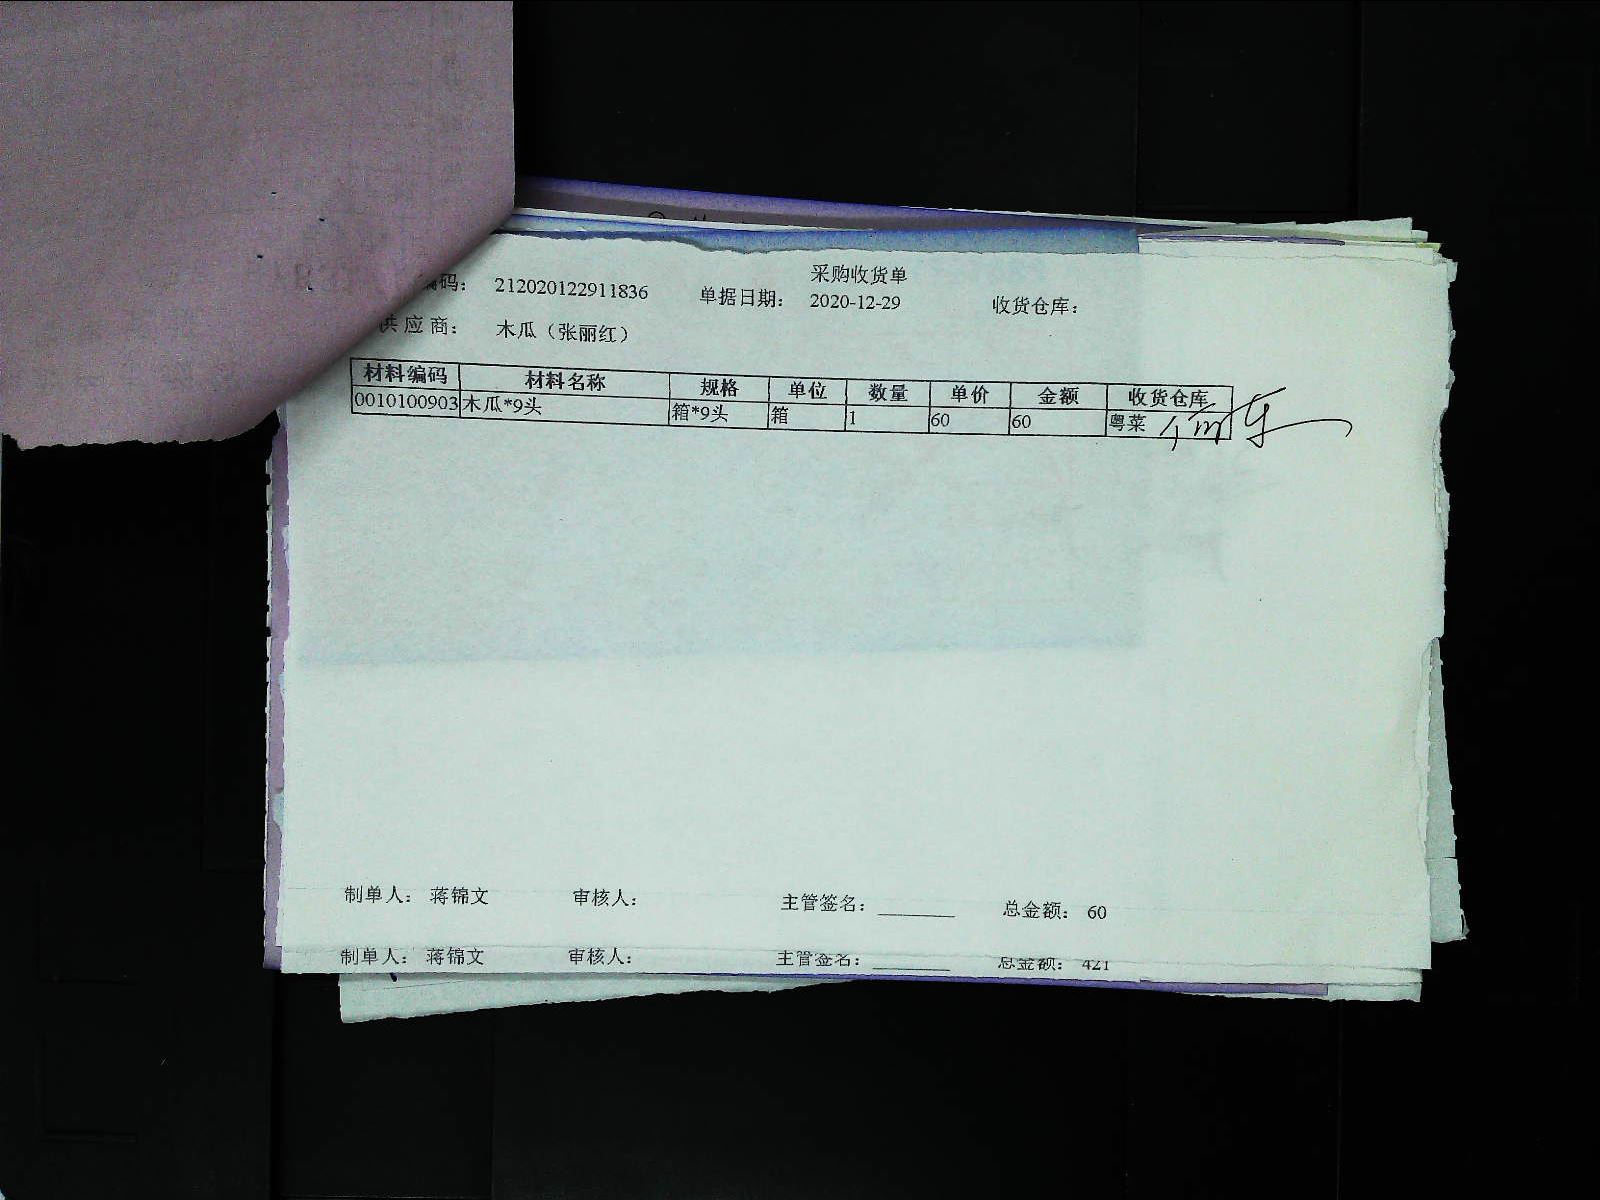 采购收货单
编码： 212020122911836 单据日期： 2020-12-29 收货仓库：
供应商： 木瓜（张丽红）
材料编码 材料名称 规格 单位 数量 单价 金额 收货仓库
0010100903 木瓜*9头 箱*9头 箱 1 60 60 粤菜
制单人： 蒋锦文 审核人： 主管签名：________ 总金额： 60
制单人： 蒋锦文 审核人： 主管签名：________ 总金额： 421